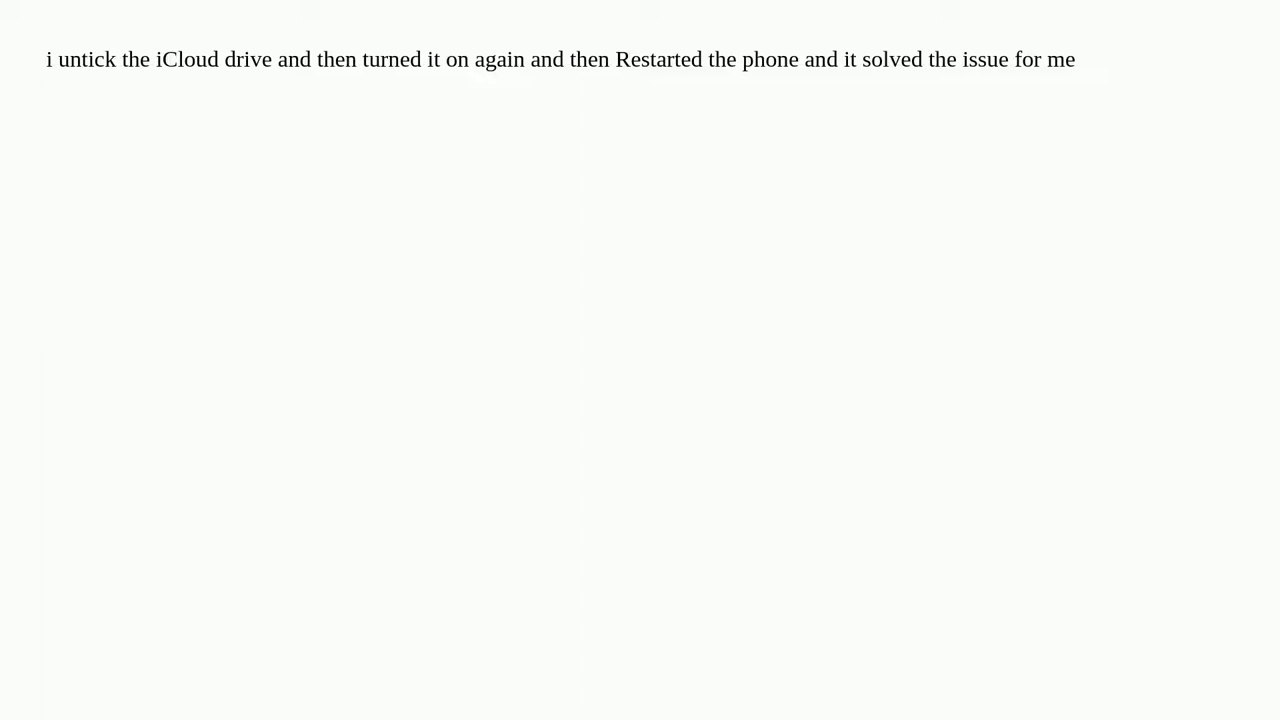 i untick the iCloud drive and then turned it on again and then Restarted the phone and it solved the issue for me